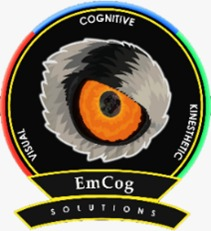 COGNITIVE
VISUAL
KINESTHETIC
EmCog
SOLUTIONS